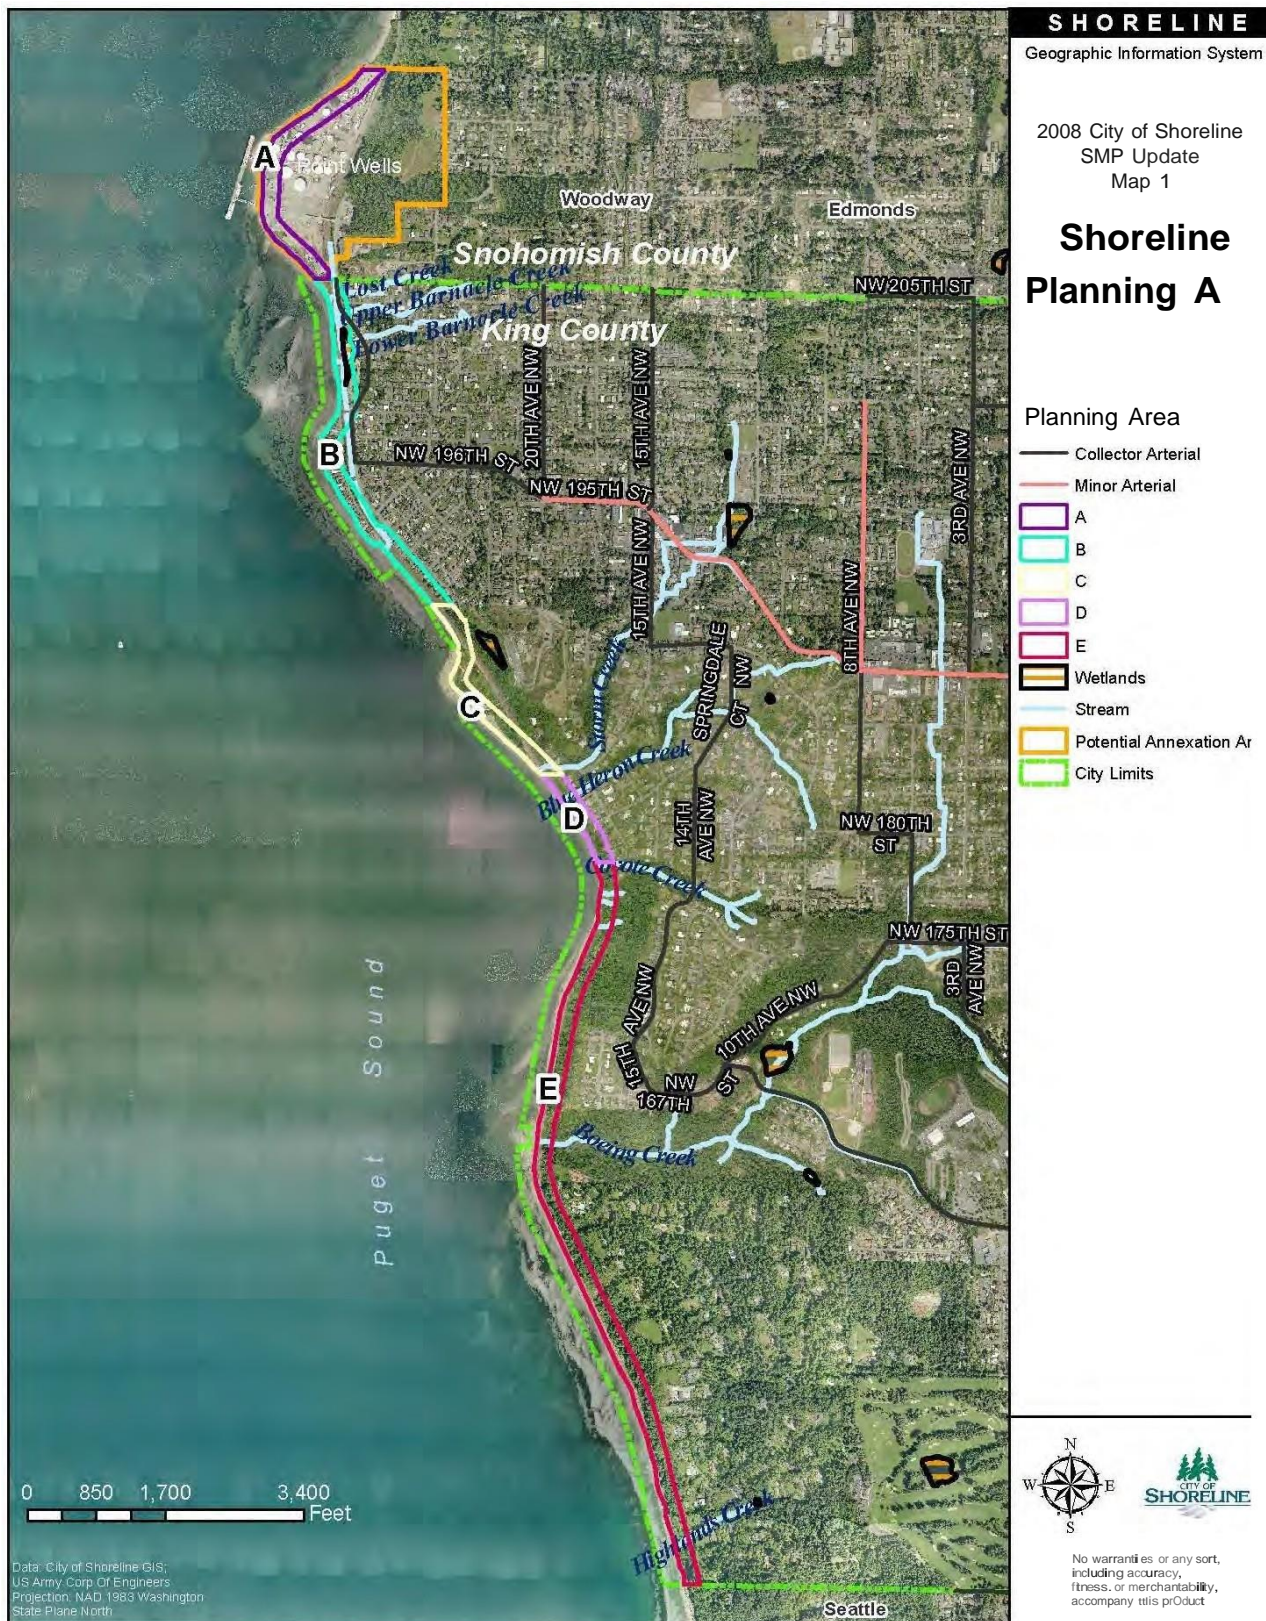 SHORELINE
Geographic Information System
2008 City of Shoreline
SMP Update
Map 1
Shoreline
Planning A
Planning Area
Collector Arterial
Minor Arterial
A
B
C
D
E
Wetlands
Stream
Potential Annexation Ar
City Limits
N
W E
S
CITY OF
SHORELINE
No warranties or any sort,
including accuracy,
fitness. or merchantability,
accompany tilis prOduct
A
Point Wells
Woodway
Edmonds
Snohomish County
NW 205TH ST
Lost Creek
Upper Barnacle Creek
Lower Barnacle Creek
King County
20TH AVE NW
15TH AVE NW
3RD AVE NW
B
NW 196TH ST
NW 195TH ST
15TH AVE NW
8TH AVE NW
SPRINGDALE
CT NW
Storm Creek
C
Blue Heron Creek
D
14TH
AVE NW
NW 180TH
ST
Coyote Creek
NW 175TH ST
3RD
AVE NW
15TH AVE NW
10TH AVE NW
NW
167TH ST
E
Boeing Creek
Puget Sound
Highlands Creek
Seattle
0 850 1,700 3,400
Feet
Data: City of Shoreline GIS;
US Army Corp Of Engineers
Projection: NAD 1983 Washington
State Plane North